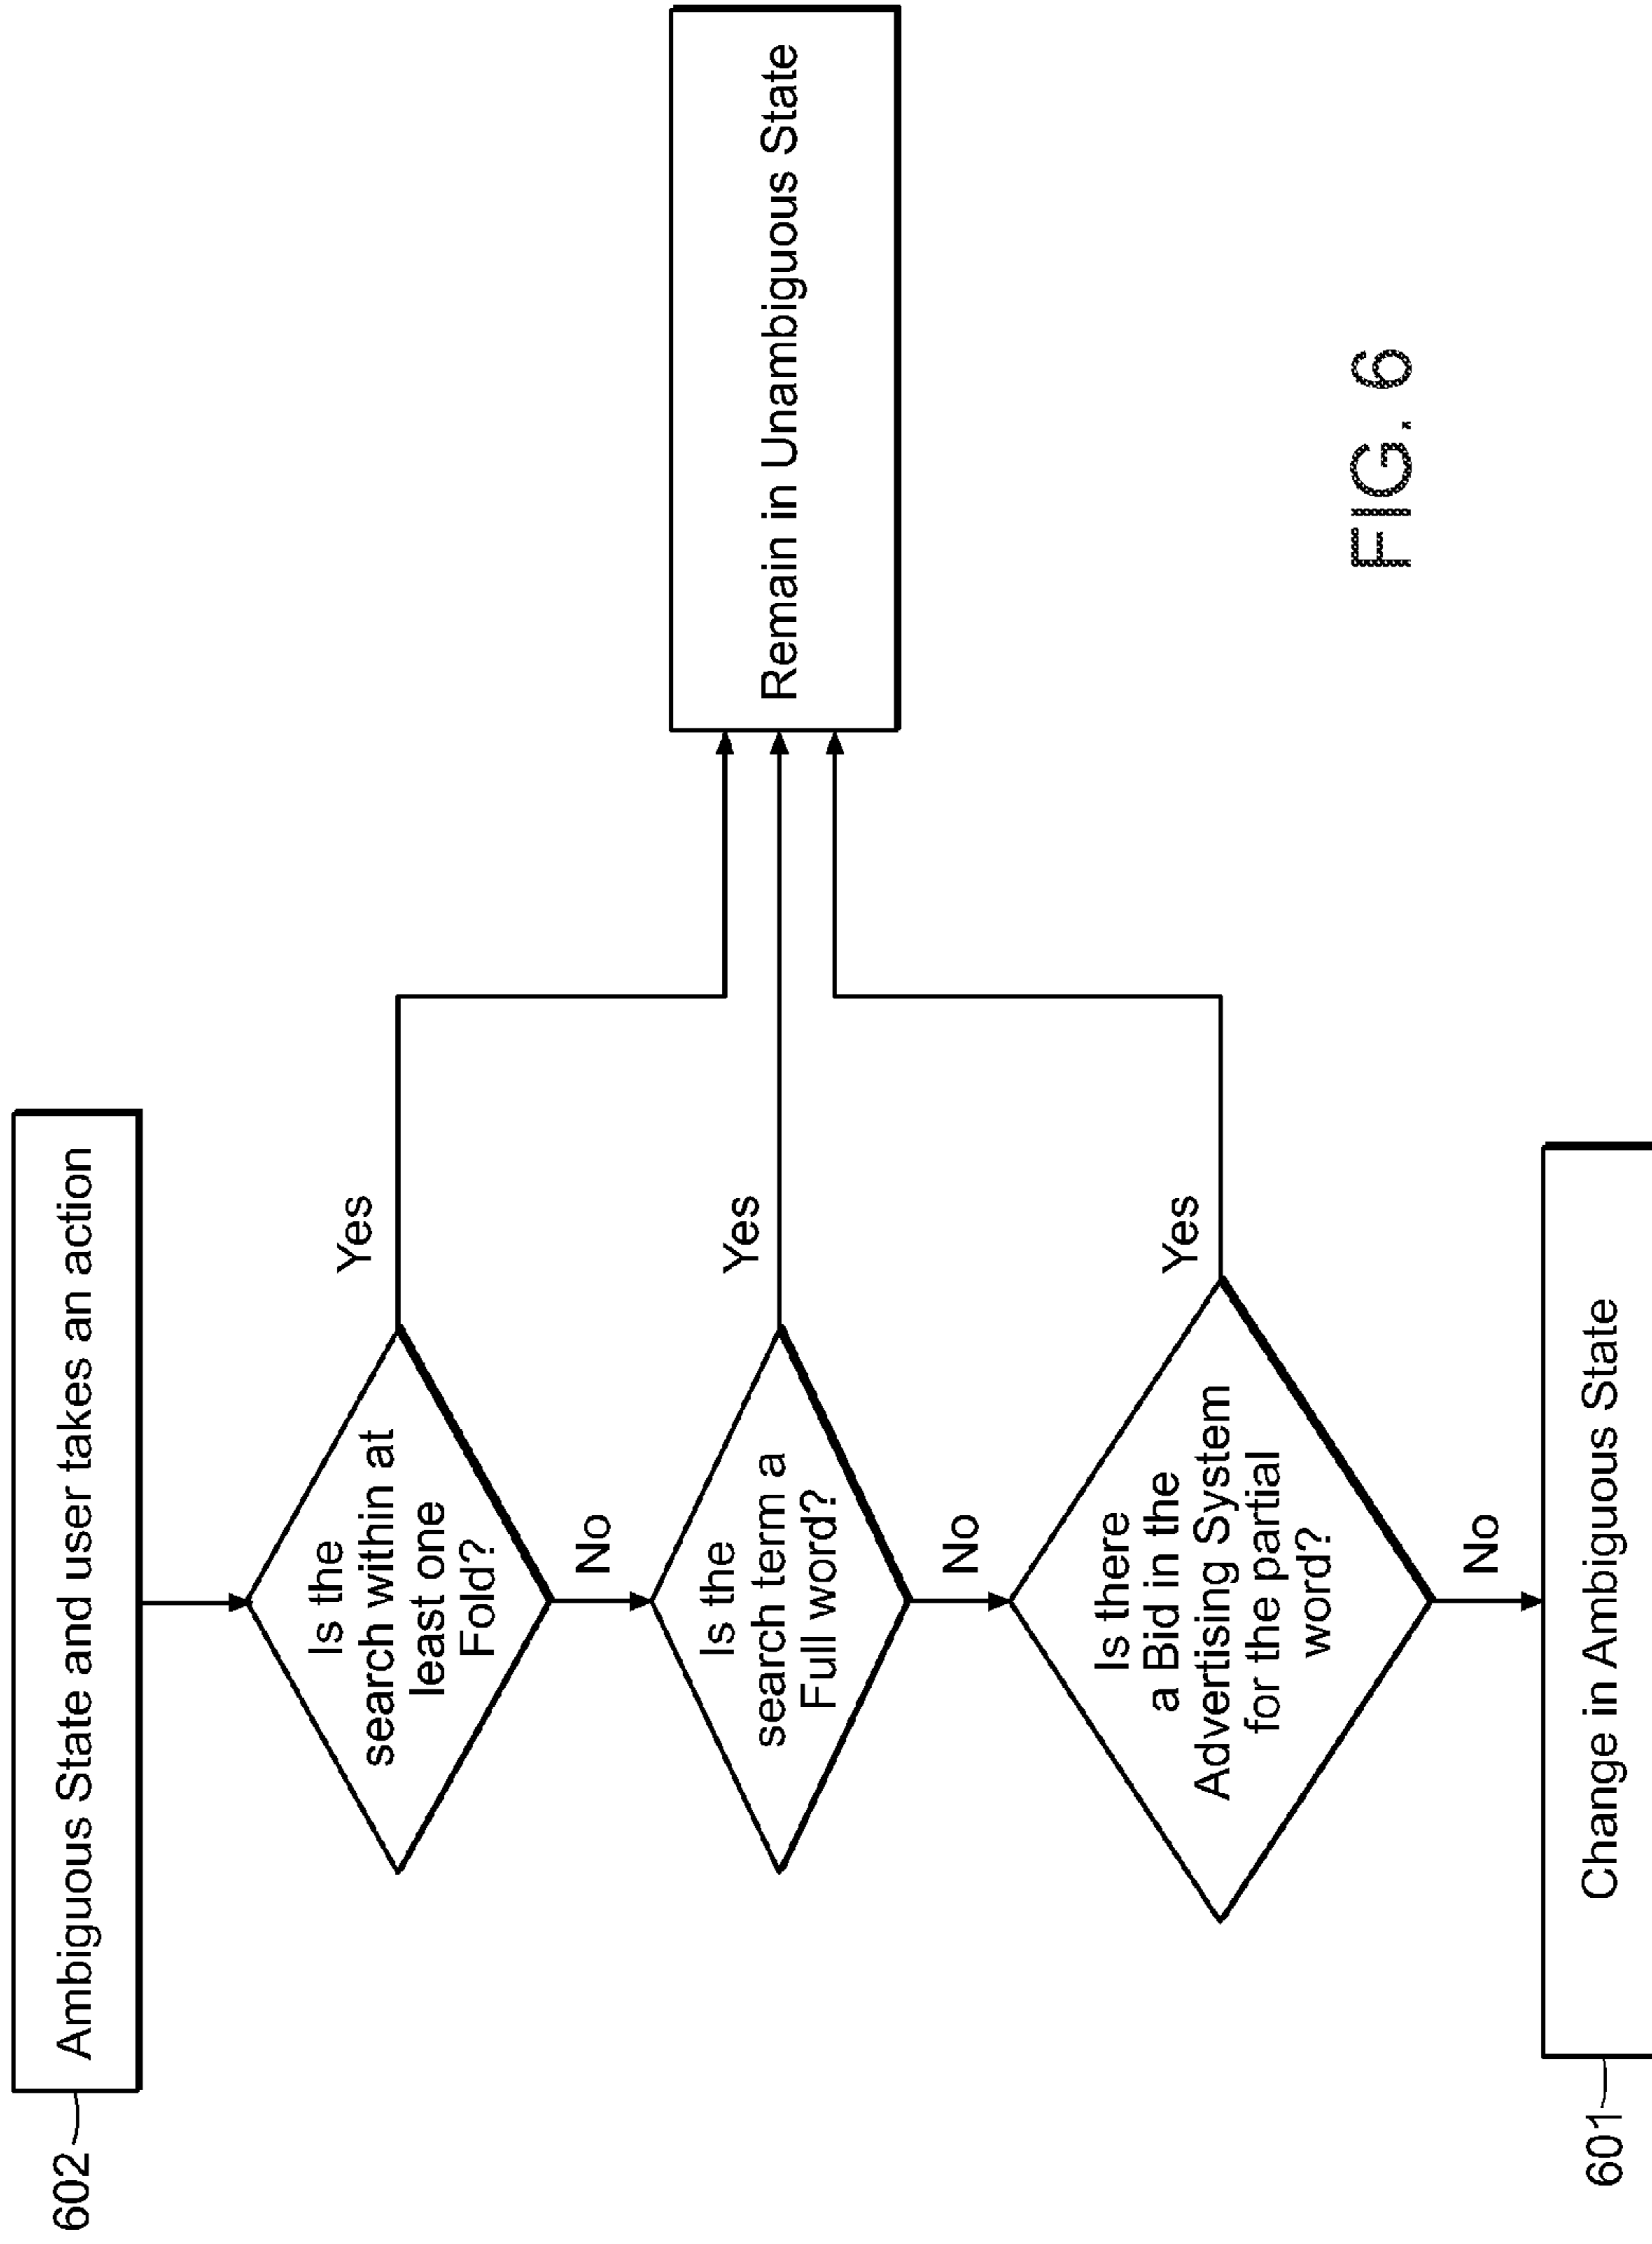 602
Ambiguous State and user takes an action
Is the
search within at
least one
Fold?
Yes
No
Is the
search term a
Full word?
Yes
Remain in Unambiguous State
No
Is there
a Bid in the
Advertising System
for the partial
word?
Yes
No
601
Change in Ambiguous State
FIG. 6